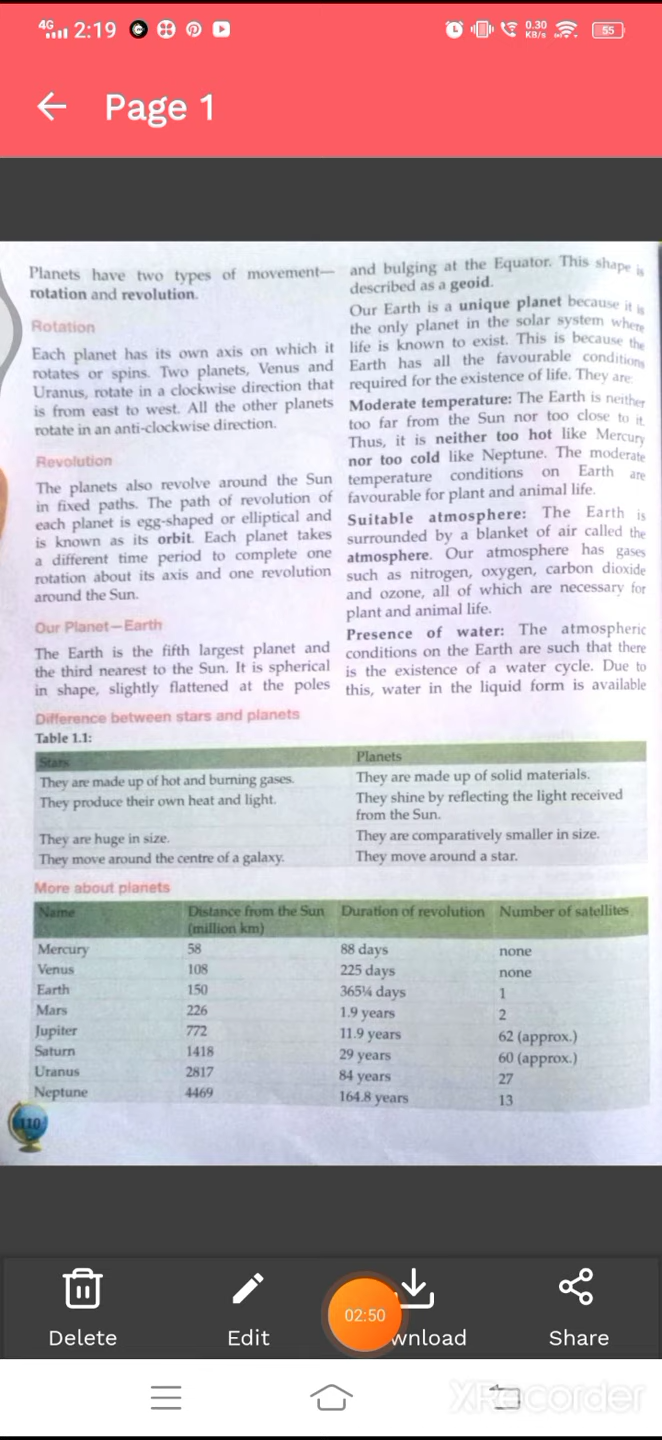 4G 2:19 0.30 KB/s 55
Page 1
Planets have two types of movement—
rotation and revolution.
Rotation
Each planet has its own axis on which it
rotates or spins. Two planets, Venus and
Uranus, rotate in a clockwise direction that
is from east to west. All the other planets
rotate in an anti-clockwise direction.
Revolution
The planets also revolve around the Sun
in fixed paths. The path of revolution of
each planet is egg-shaped or elliptical and
is known as its orbit. Each planet takes
a different time period to complete one
rotation about its axis and one revolution
around the Sun.
Our Planet—Earth
The Earth is the fifth largest planet and
the third nearest to the Sun. It is spherical
in shape, slightly flattened at the poles
and bulging at the Equator. This shape is
described as a geoid.
Our Earth is a unique planet because it is
the only planet in the solar system where
life is known to exist. This is because the
Earth has all the favourable conditions
required for the existence of life. They are:
Moderate temperature: The Earth is neither
too far from the Sun nor too close to it.
Thus, it is neither too hot like Mercury
nor too cold like Neptune. The moderate
temperature conditions on Earth are
favourable for plant and animal life.
Suitable atmosphere: The Earth is
surrounded by a blanket of air called the
atmosphere. Our atmosphere has gases
such as nitrogen, oxygen, carbon dioxide
and ozone, all of which are necessary for
plant and animal life.
Presence of water: The atmospheric
conditions on the Earth are such that there
is the existence of a water cycle. Due to
this, water in the liquid form is available
Difference between stars and planets
Table 1.1:
Stars Planets
They are made up of hot and burning gases. They are made up of solid materials.
They produce their own heat and light. They shine by reflecting the light received
from the Sun.
They are huge in size. They are comparatively smaller in size.
They move around the centre of a galaxy. They move around a star.
More about planets
Name Distance from the Sun Duration of revolution Number of satellites
(million km)
Mercury 58 88 days none
Venus 108 225 days none
Earth 150 365¼ days 1
Mars 226 1.9 years 2
Jupiter 772 11.9 years 62 (approx.)
Saturn 1418 29 years 60 (approx.)
Uranus 2817 84 years 27
Neptune 4469 164.8 years 13
110
Delete Edit 02:50 wnload Share
XRecorder